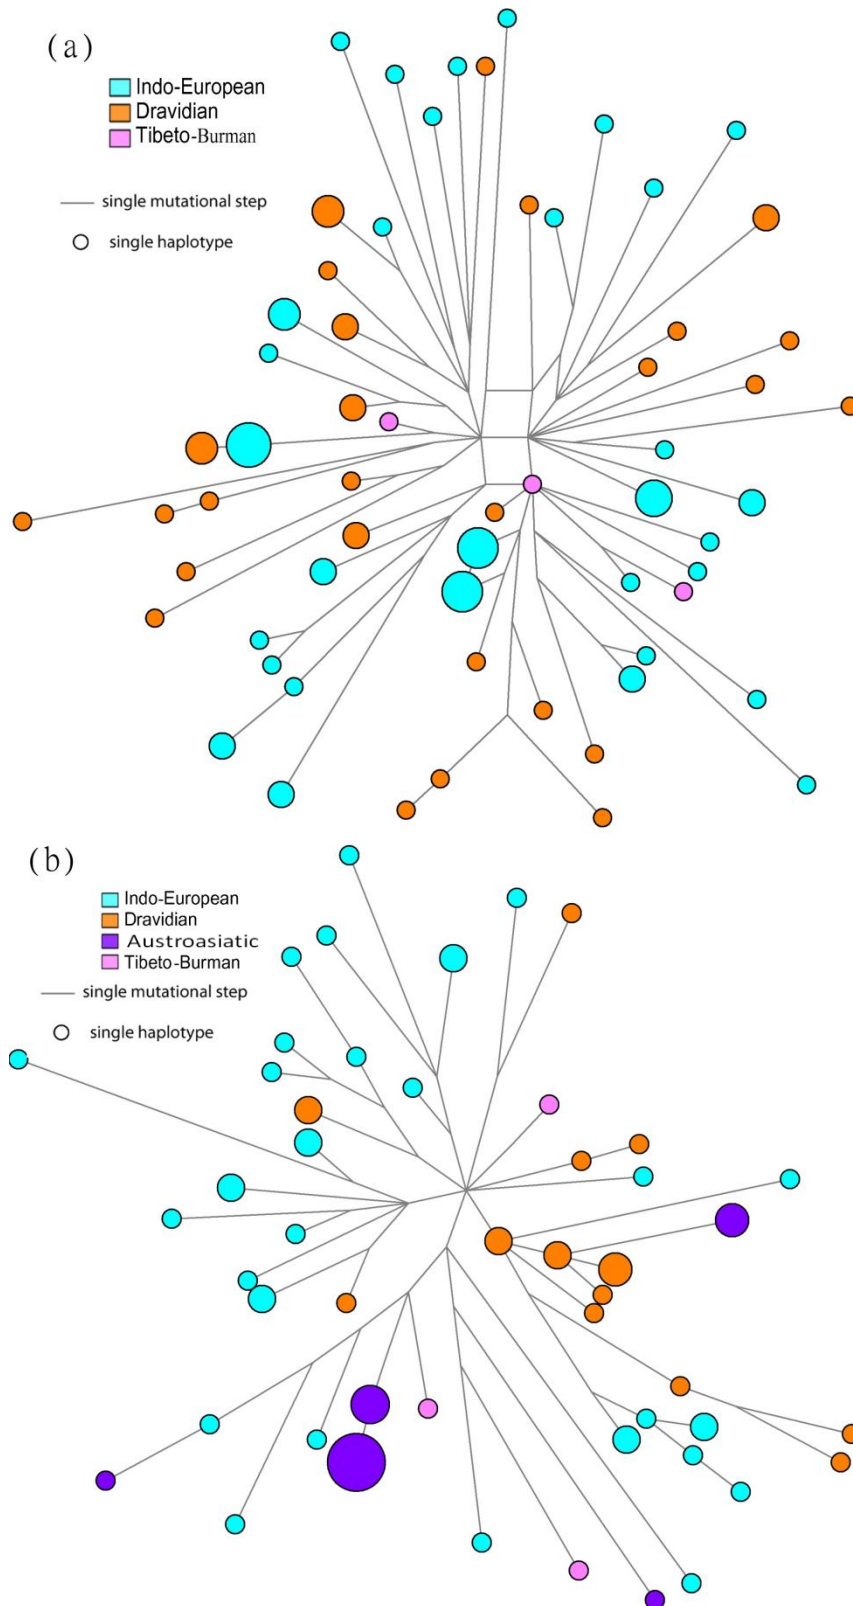 (a)
Indo-European
Dravidian
Tibeto-Burman
single mutational step
single haplotype
(b)
Indo-European
Dravidian
Austroasiatic
Tibeto-Burman
single mutational step
single haplotype